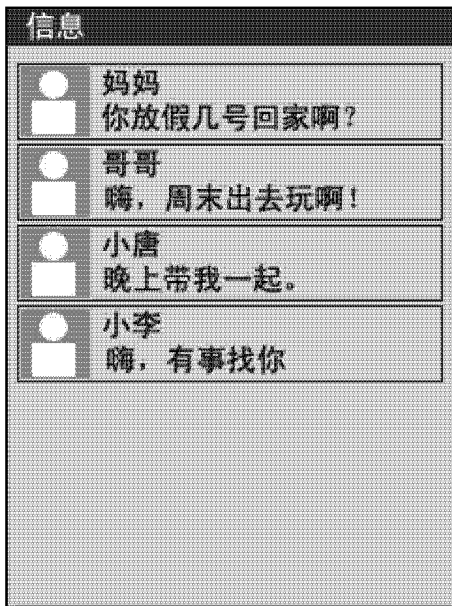 信息
妈妈
你放假几号回家啊?
哥哥
嗨,周末出去玩啊!
小唐
晚上带我一起。
小李
嗨,有事找你